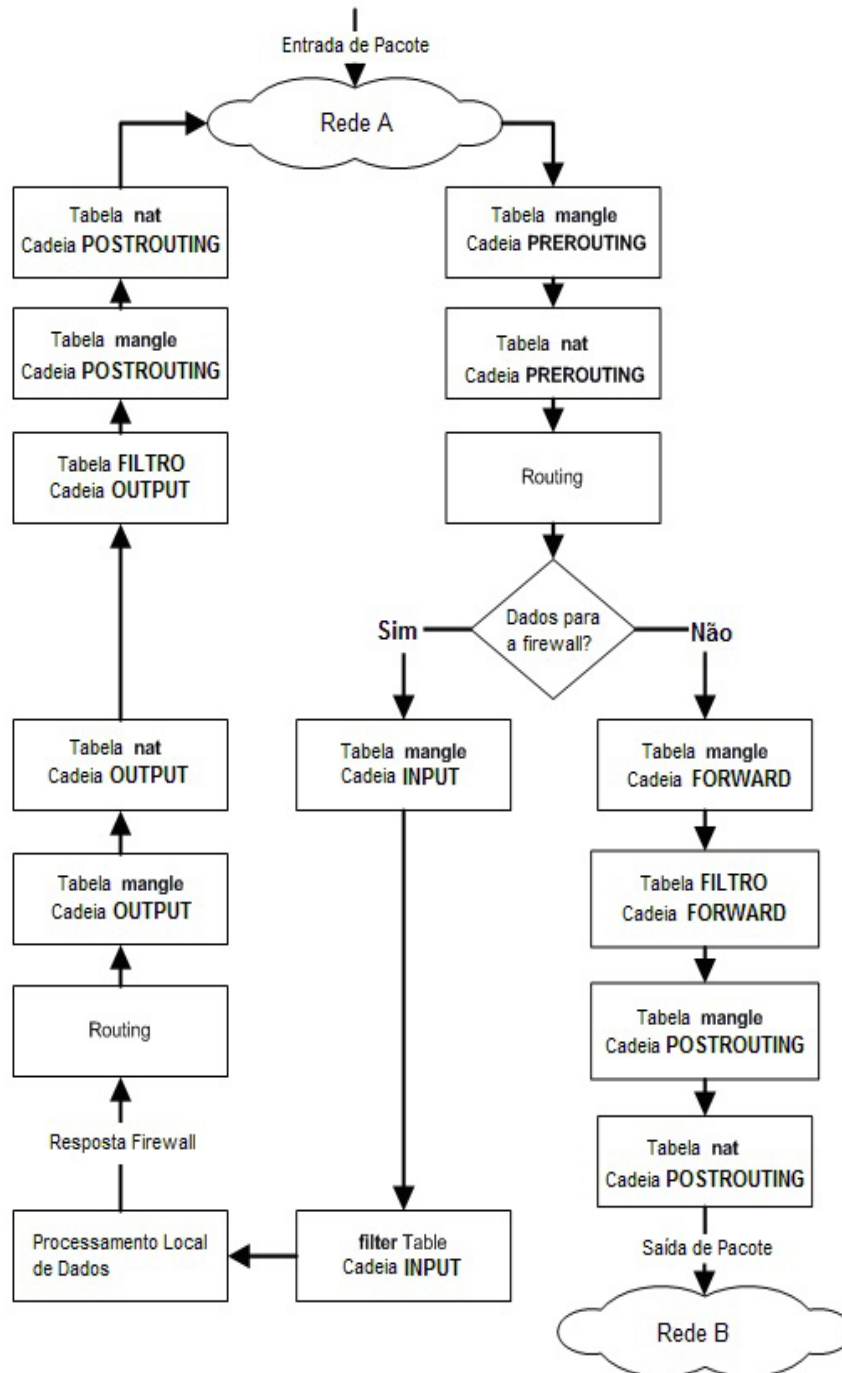 Entrada de Pacote
Rede A
Tabela nat
Cadeia POSTROUTING
Tabela mangle
Cadeia POSTROUTING
Tabela FILTRO
Cadeia OUTPUT
Tabela nat
Cadeia OUTPUT
Tabela mangle
Cadeia OUTPUT
Routing
Resposta Firewall
Processamento Local
de Dados
Tabela mangle
Cadeia PREROUTING
Tabela nat
Cadeia PREROUTING
Routing
Dados para
a firewall?
Sim
Não
Tabela mangle
Cadeia INPUT
filter Table
Cadeia INPUT
Tabela mangle
Cadeia FORWARD
Tabela FILTRO
Cadeia FORWARD
Tabela mangle
Cadeia POSTROUTING
Tabela nat
Cadeia POSTROUTING
Saída de Pacote
Rede B